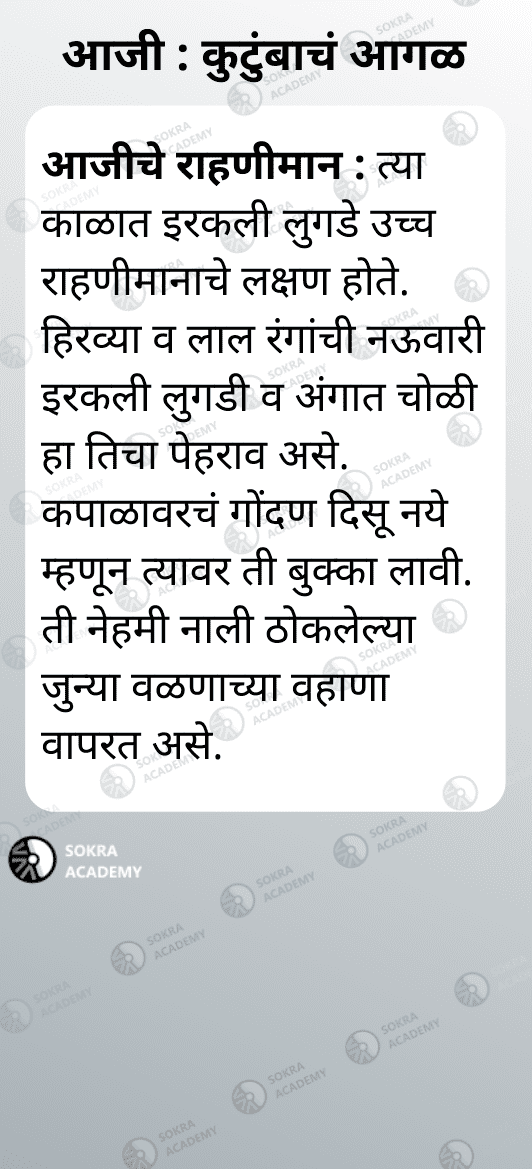 आजी : कुटुंबाचं आगळ
आजीचे राहणीमान : त्या
काळात इरकली लुगडे उच्च
राहणीमानाचे लक्षण होते.
हिरव्या व लाल रंगांची नऊवारी
इरकली लुगडी व अंगात चोळी
हा तिचा पेहराव असे.
कपाळावरचं गोंदण दिसू नये
म्हणून त्यावर ती बुक्का लावी.
ती नेहमी नाली ठोकलेल्या
जुन्या वळणाच्या वहाणा
वापरत असे.
SOKRA
ACADEMY